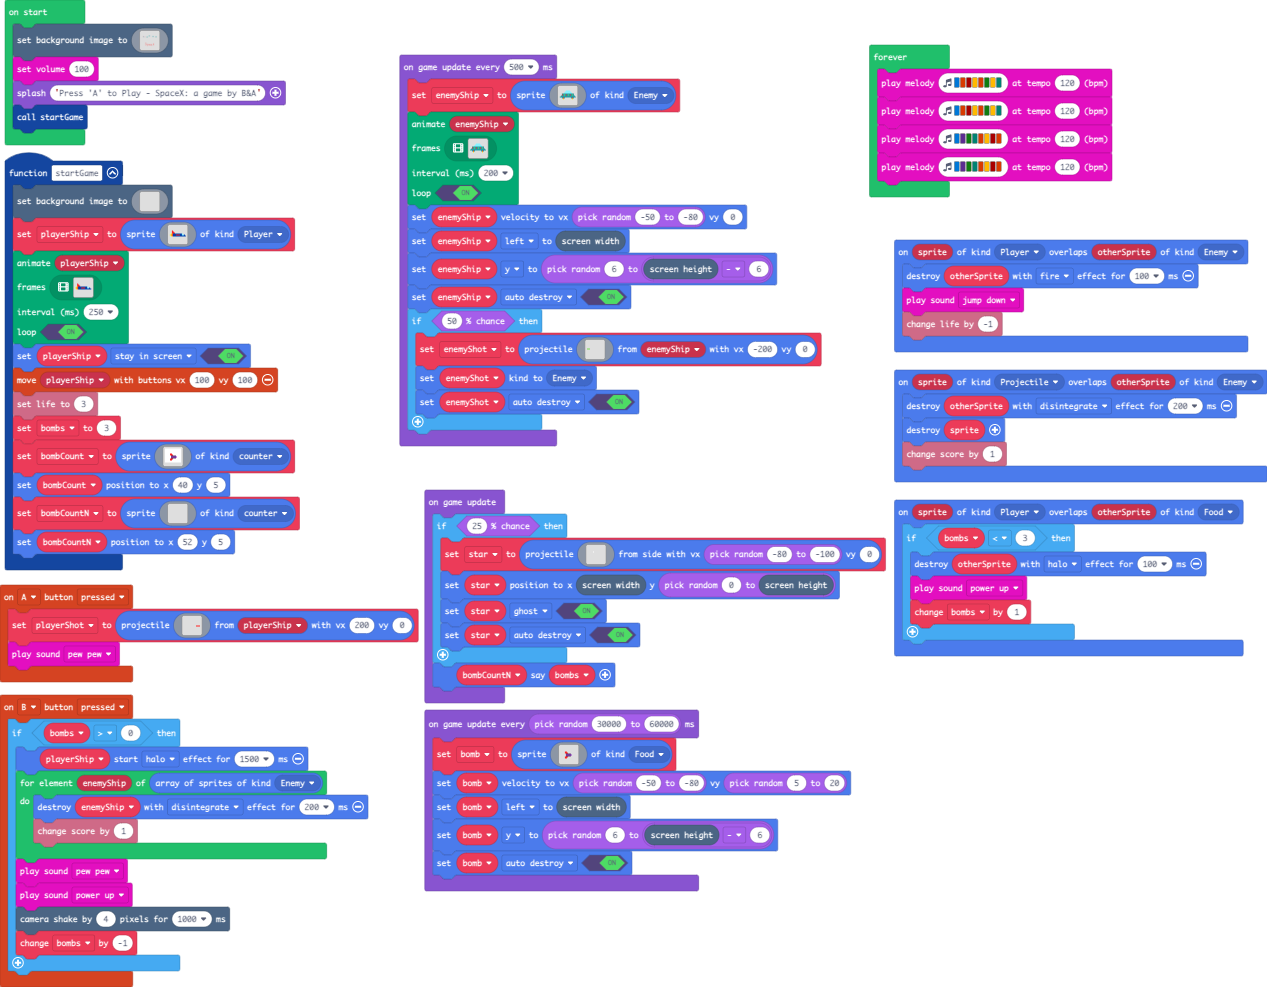 on start
set background image to
set volume 100
splash "Press 'A' to Play - SpaceX: a game by B&A"
call startGame
function startGame
set background image to
set playerShip to sprite of kind Player
animate playerShip
frames
interval (ms) 250
loop ON
set playerShip stay in screen ON
move playerShip with buttons vx 100 vy 100
set life to 3
set bombs to 3
set bombCount to sprite of kind counter
set bombCount position to x 40 y 5
set bombCountN to sprite of kind counter
set bombCountN position to x 52 y 5
on A button pressed
set playerShot to projectile from playerShip with vx 200 vy 0
play sound pew pew
on B button pressed
if bombs > 0 then
playerShip start halo effect for 1500 ms
for element enemyShip of array of sprites of kind Enemy
do destroy enemyShip with disintegrate effect for 200 ms
change score by 1
play sound pew pew
play sound power up
camera shake by 4 pixels for 1000 ms
change bombs by -1
on game update every 500 ms
set enemyShip to sprite of kind Enemy
animate enemyShip
frames
interval (ms) 200
loop ON
set enemyShip velocity to vx pick random -50 to -80 vy 0
set enemyShip left to screen width
set enemyShip y to pick random 6 to screen height - 6
set enemyShip auto destroy ON
if 50 % chance then
set enemyShot to projectile from enemyShip with vx -200 vy 0
set enemyShot kind to Enemy
set enemyShot auto destroy ON
on game update
if 25 % chance then
set star to projectile from side with vx pick random -80 to -100 vy 0
set star position to x screen width y pick random 0 to screen height
set star ghost ON
set star auto destroy ON
bombCountN say bombs
on game update every pick random 30000 to 60000 ms
set bomb to sprite of kind Food
set bomb velocity to vx pick random -50 to -80 vy pick random 5 to 20
set bomb left to screen width
set bomb y to pick random 6 to screen height - 6
set bomb auto destroy ON
forever
play melody at tempo 120 (bpm)
play melody at tempo 120 (bpm)
play melody at tempo 120 (bpm)
play melody at tempo 120 (bpm)
on sprite of kind Player overlaps otherSprite of kind Enemy
destroy otherSprite with fire effect for 100 ms
play sound jump down
change life by -1
on sprite of kind Projectile overlaps otherSprite of kind Enemy
destroy otherSprite with disintegrate effect for 200 ms
destroy sprite
change score by 1
on sprite of kind Player overlaps otherSprite of kind Food
if bombs < 3 then
destroy otherSprite with halo effect for 100 ms
play sound power up
change bombs by 1